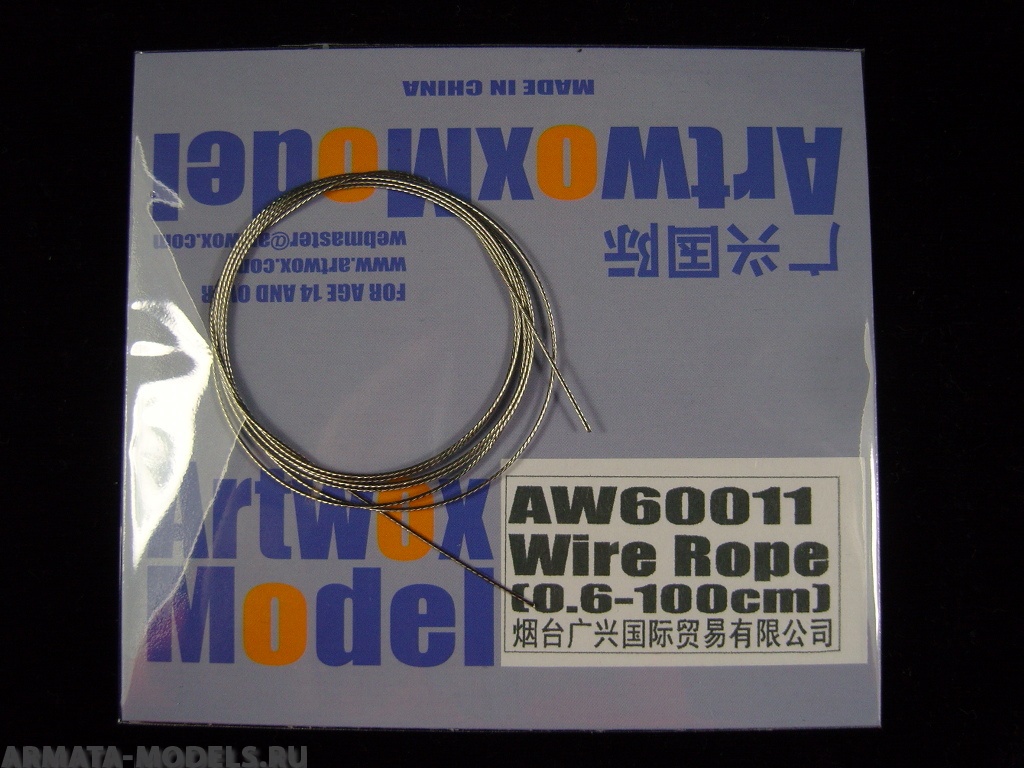 MADE IN CHINA
ArtwoxModel
广兴国际
webmaster@artwox.com
www.artwox.com
FOR AGE 14 AND OVER
Artwox
Model
AW60011
Wire Rope
(0.6-100cm)
烟台广兴国际贸易有限公司
ARMATA-MODELS.RU